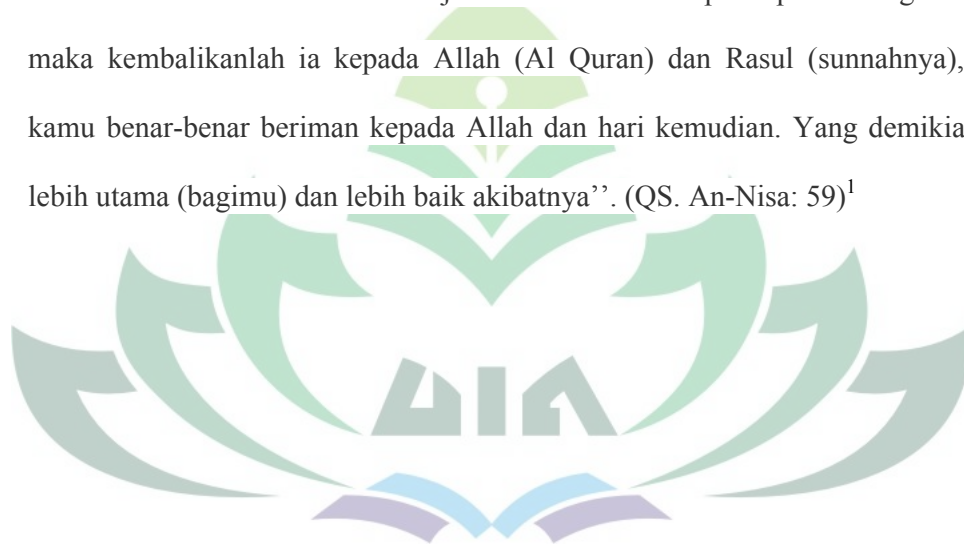 maka kembalikanlah ia kepada Allah (Al Quran) dan Rasul (sunnahnya),
kamu benar-benar beriman kepada Allah dan hari kemudian. Yang demikia
lebih utama (bagimu) dan lebih baik akibatnya’’. (QS. An-Nisa: 59)¹
UIN